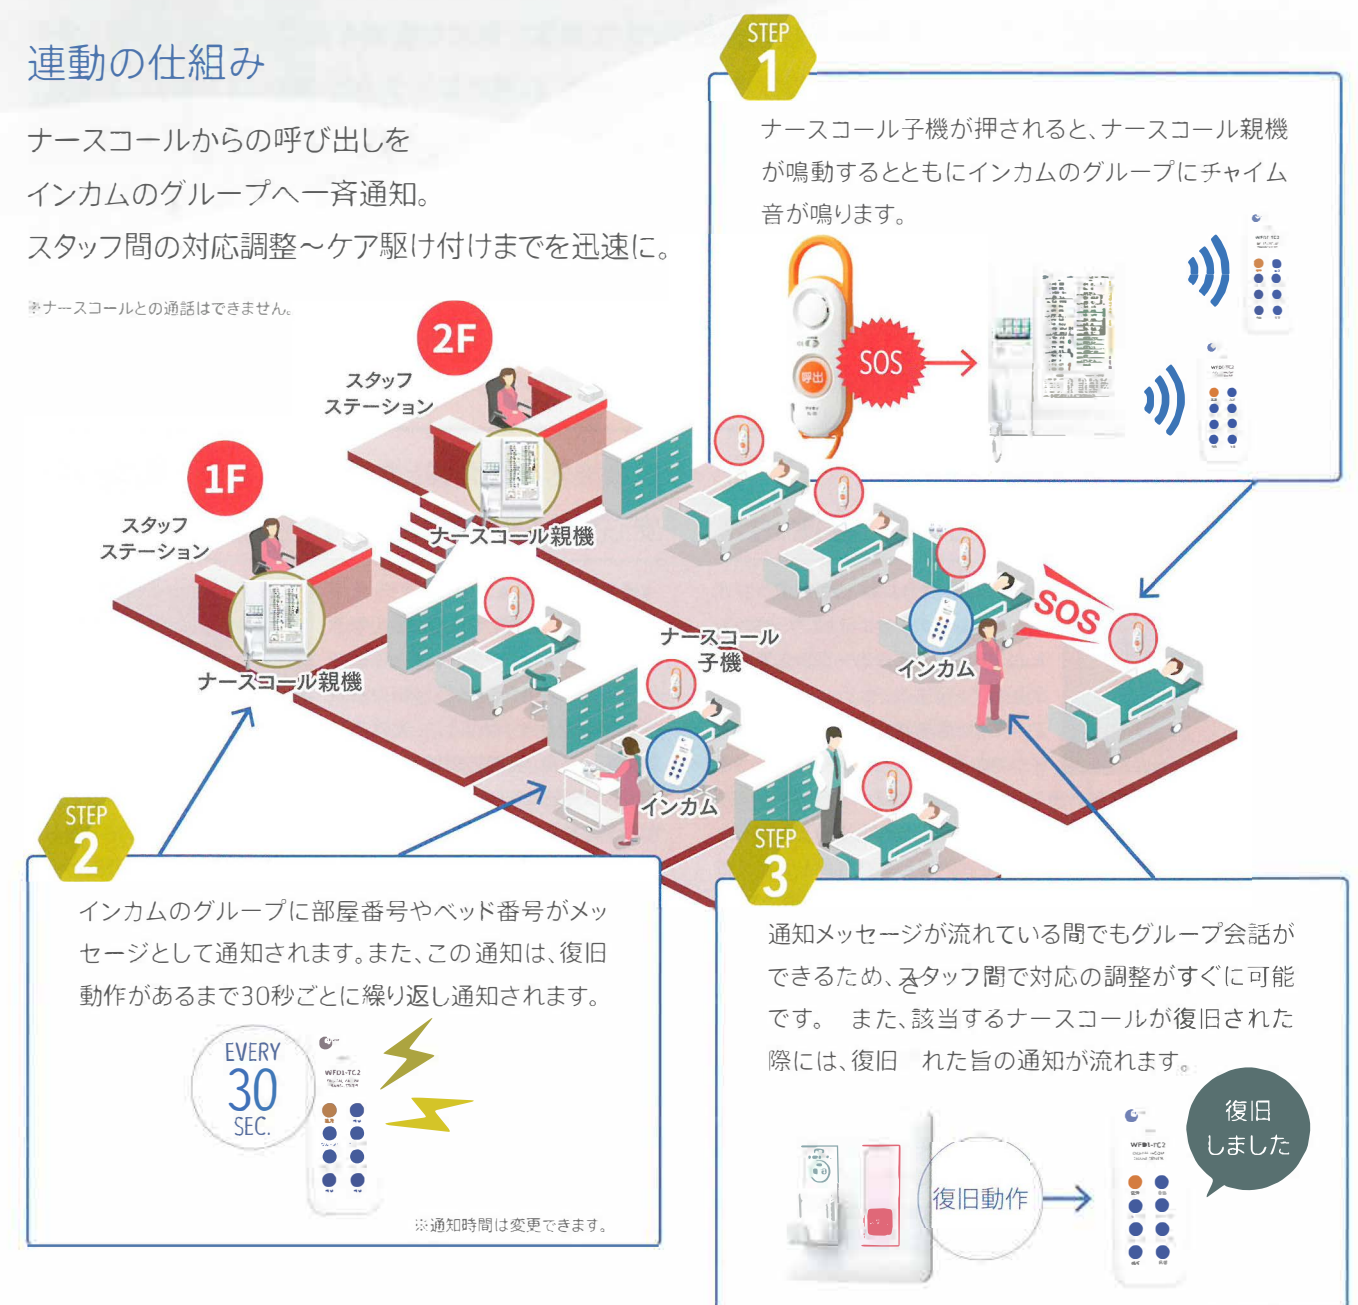 連動の仕組み
ナースコールからの呼び出しを
インカムのグループへ一斉通知。
スタッフ間の対応調整～ケア駆け付けまでを迅速に。
※ナースコールとの通話はできません。
STEP
1
ナースコール子機が押されると、ナースコール親機
が鳴動するとともにインカムのグループにチャイム
音が鳴ります。
呼出
SOS
WFD1-TC2
WFD1-TC2
2F
スタッフ
ステーション
ナースコール親機
1F
スタッフ
ステーション
ナースコール親機
ナースコール
子機
インカム
SOS
インカム
STEP
2
インカムのグループに部屋番号やベッド番号がメッ
セージとして通知されます。また、この通知は、復旧
動作があるまで30秒ごとに繰り返し通知されます。
EVERY
30
SEC.
WFD1-TC2
※通知時間は変更できます。
STEP
3
通知メッセージが流れている間でもグループ会話が
できるため、スタッフ間で対応の調整がすぐに可能
です。 また、該当するナースコールが復旧された
際には、復旧 れた旨の通知が流れます。
さ
復旧動作
WFD1-TC2
復旧
しました